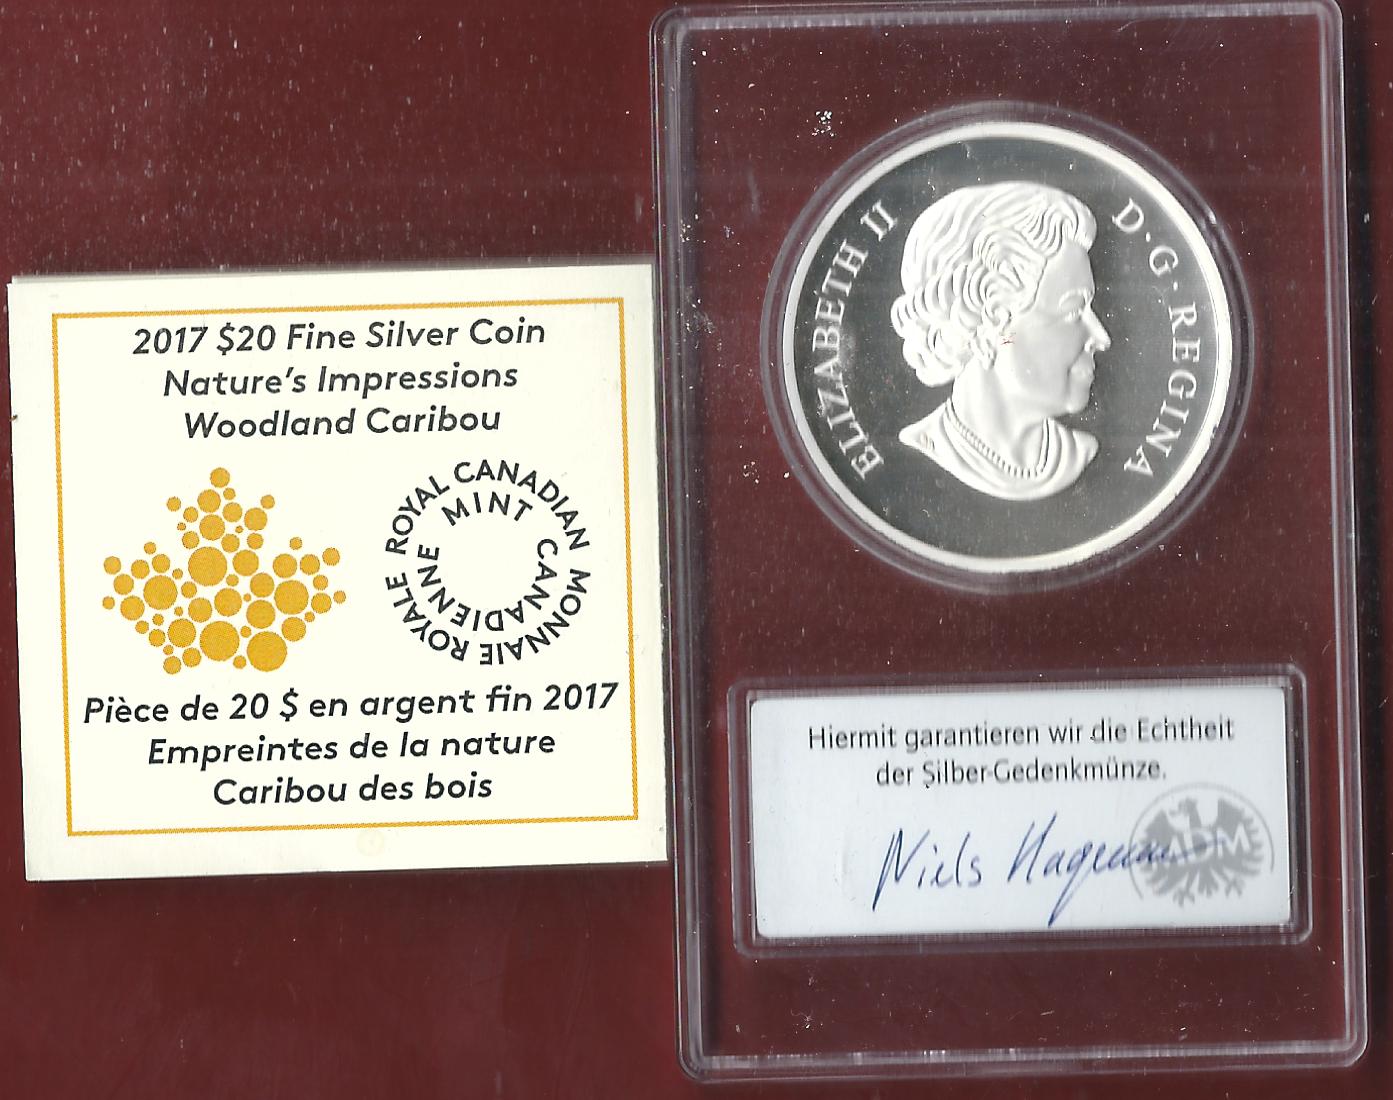 2017 $20 Fine Silver Coin
Nature's Impressions
Woodland Caribou
ROYAL CANADIAN MINT
MONNAIE ROYALE CANADIENNE
Pièce de 20 $ en argent fin 2017
Empreintes de la nature
Caribou des bois
ELIZABETH II
D·G·REGINA
Hiermit garantieren wir die Echtheit
der Silber-Gedenkmünze.
Niels
ADM